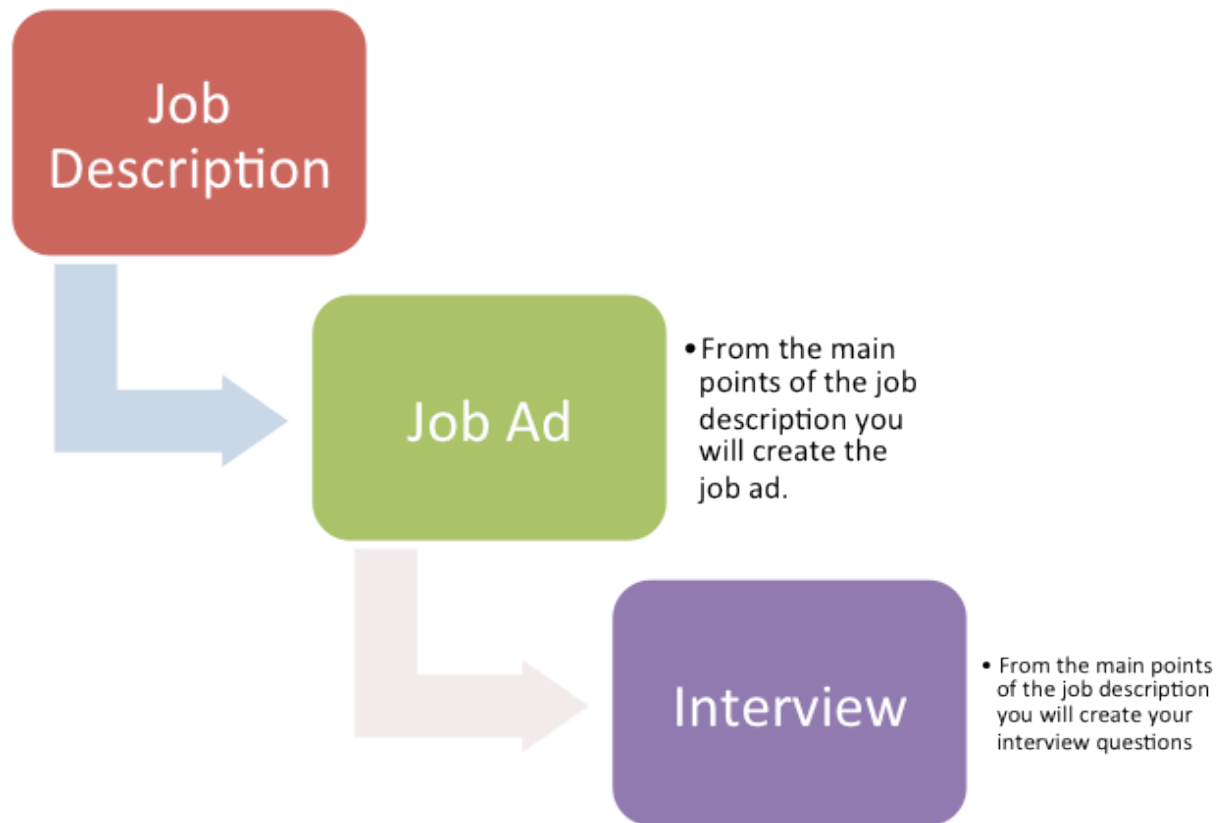 Job
Description
Job Ad
• From the main
points of the job
description you
will create the
job ad.
Interview
• From the main points
of the job description
you will create your
interview questions